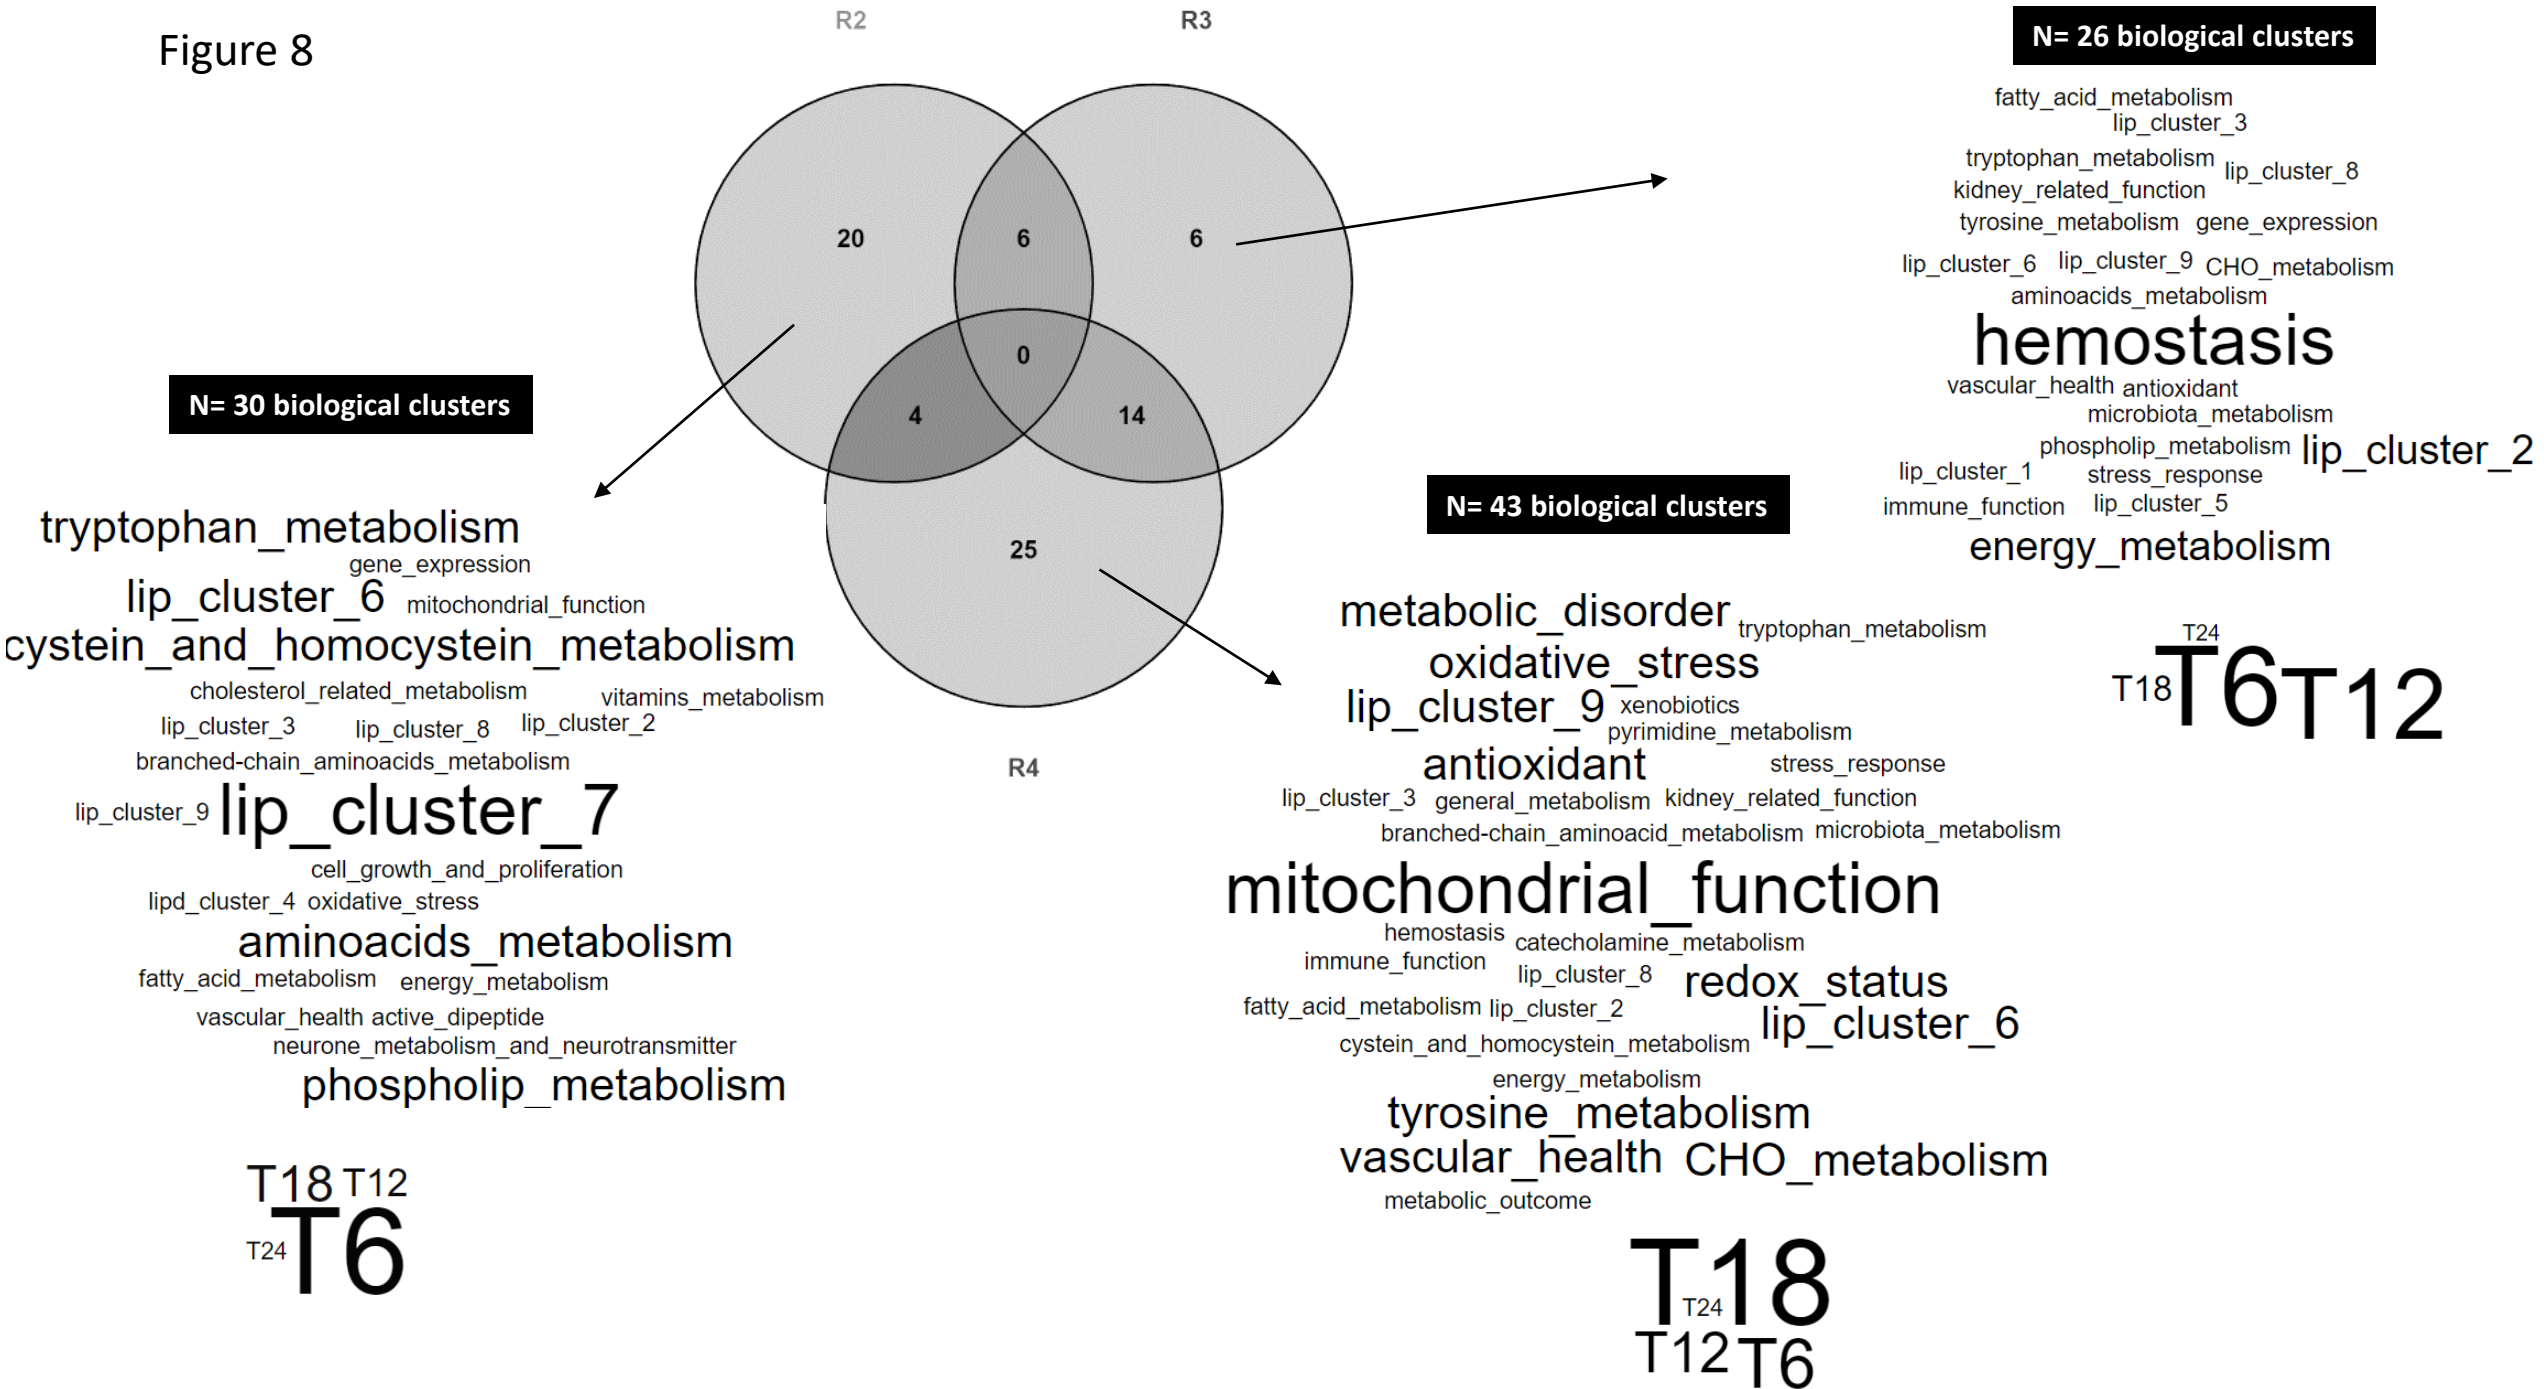 Figure 8
R2
R3
20
6
6
0
4
14
25
R4
N= 30 biological clusters
tryptophan_metabolism
gene_expression
lip_cluster_6 mitochondrial_function
cystein_and_homocystein_metabolism
cholesterol_related_metabolism vitamins_metabolism
lip_cluster_3 lip_cluster_8 lip_cluster_2
branched-chain_aminoacids_metabolism
lip_cluster_9 lip_cluster_7
cell_growth_and_proliferation
lipd_cluster_4 oxidative_stress
aminoacids_metabolism
fatty_acid_metabolism energy_metabolism
vascular_health active_dipeptide
neurone_metabolism_and_neurotransmitter
phospholip_metabolism
T18 T12
T24 T6
N= 43 biological clusters
metabolic_disorder tryptophan_metabolism
oxidative_stress
lip_cluster_9 xenobiotics
pyrimidine_metabolism
antioxidant stress_response
lip_cluster_3 general_metabolism kidney_related_function
branched-chain_aminoacid_metabolism microbiota_metabolism
mitochondrial_function
hemostasis catecholamine_metabolism
immune_function lip_cluster_8 redox_status
fatty_acid_metabolism lip_cluster_2 lip_cluster_6
cystein_and_homocystein_metabolism
energy_metabolism
tyrosine_metabolism
vascular_health CHO_metabolism
metabolic_outcome
T18
T24
T12 T6
N= 26 biological clusters
fatty_acid_metabolism
lip_cluster_3
tryptophan_metabolism lip_cluster_8
kidney_related_function
tyrosine_metabolism gene_expression
lip_cluster_6 lip_cluster_9 CHO_metabolism
aminoacids_metabolism
hemostasis
vascular_health antioxidant
microbiota_metabolism
phospholip_metabolism lip_cluster_2
lip_cluster_1 stress_response
immune_function lip_cluster_5
energy_metabolism
T24
T18 T6 T12